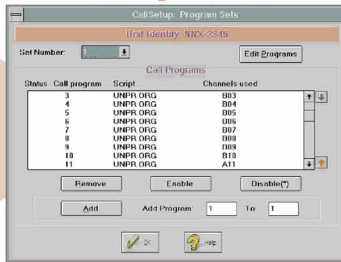 CallSetup: Program Sets
Unit Identity: NNX-2345
Set Number: 1
Edit Programs
Call Programs
Status Call program Script Channels used
3 UNPR ORG B03
4 UNPR ORG B04
5 UNPR ORG B05
6 UNPR ORG B06
7 UNPR ORG B07
8 UNPR ORG B08
9 UNPR ORG B09
10 UNPR ORG B10
11 UNPR ORG A11
Remove Enable Disable(*)
Add Add Program: 1 To: 1
OK Help